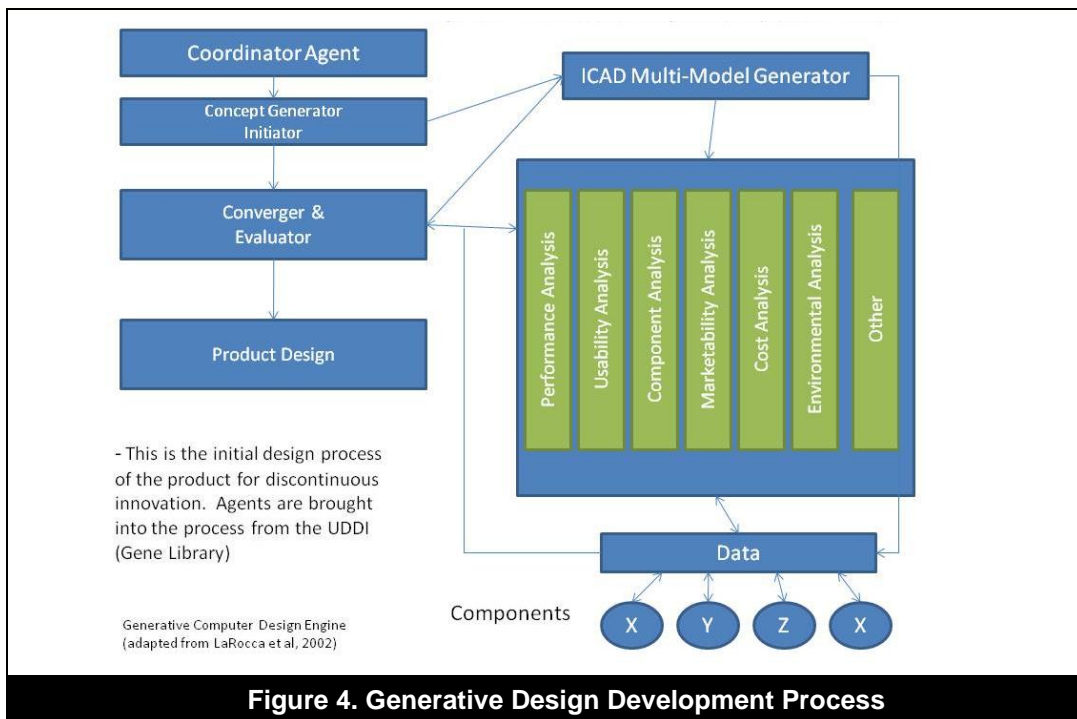 Coordinator Agent
Concept Generator
Initiator
Converger &
Evaluator
Product Design
ICAD Multi-Model Generator
Performance Analysis
Usability Analysis
Component Analysis
Marketability Analysis
Cost Analysis
Environmental Analysis
Other
- This is the initial design process
of the product for discontinuous
innovation. Agents are brought
into the process from the UDDI
(Gene Library)
Data
Components
X
Y
Z
X
Generative Computer Design Engine
(adapted from LaRocca et al, 2002)
Figure 4. Generative Design Development Process